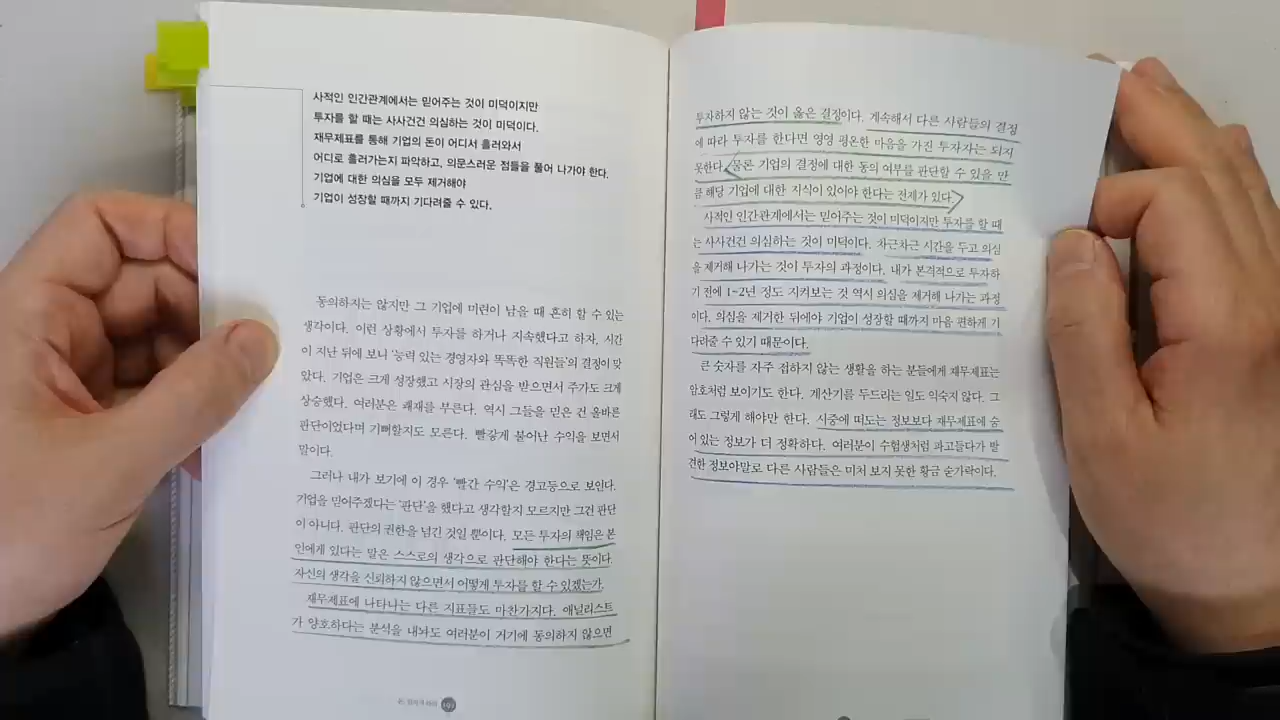 사적인 인간관계에서는 믿어주는 것이 미덕이지만
투자를 할 때는 사사건건 의심하는 것이 미덕이다.
재무제표를 통해 기업의 돈이 어디서 흘러와서
어디로 흘러가는지 파악하고, 의문스러운 점들을 풀어 나가야 한다.
기업에 대한 의심을 모두 제거해야
기업이 성장할 때까지 기다려줄 수 있다.
동의하지는 않지만 그 기업에 미련이 남을 때 흔히 할 수 있는
생각이다. 이런 상황에서 투자를 하거나 지속했다고 하자. 시간
이 지난 뒤에 보니 '능력 있는 경영자와 똑똑한 직원들'의 결정이 맞
았다. 기업은 크게 성장했고 시장의 관심을 받으면서 주가도 크게
상승했다. 여러분은 쾌재를 부른다. 역시 그들을 믿은 건 올바른
판단이었다며 기뻐할지도 모른다. 빨갛게 불어난 수익을 보면서
말이다.
그러나 내가 보기에 이 경우 '빨간 수익'은 경고등으로 보인다.
기업을 믿어주겠다는 '판단'을 했다고 생각할지 모르지만 그건 판단
이 아니다. 판단의 권한을 넘긴 것일 뿐이다. 모든 투자의 책임은 본
인에게 있다는 말은 스스로의 생각으로 판단해야 한다는 뜻이다.
자신의 생각을 신뢰하지 않으면서 어떻게 투자를 할 수 있겠는가.
재무제표에 나타나는 다른 지표들도 마찬가지다. 애널리스트
가 양호하다는 분석을 내놔도 여러분이 거기에 동의하지 않으면
투자하지 않는 것이 옳은 결정이다. 계속해서 다른 사람들의 결정
에 따라 투자를 한다면 영영 평온한 마음을 가진 투자자는 되지
못한다. 물론 기업의 결정에 대한 동의 여부를 판단할 수 있을 만
큼 해당 기업에 대한 지식이 있어야 한다는 전제가 있다.
사적인 인간관계에서는 믿어주는 것이 미덕이지만 투자를 할 때
는 사사건건 의심하는 것이 미덕이다. 차근차근 시간을 두고 의심
을 제거해 나가는 것이 투자의 과정이다. 내가 본격적으로 투자하
기 전에 1~2년 정도 지켜보는 것 역시 의심을 제거해 나가는 과정
이다. 의심을 제거한 뒤에야 기업이 성장할 때까지 마음 편하게 기
다려줄 수 있기 때문이다.
큰 숫자를 자주 접하지 않는 생활을 하는 분들에게 재무제표는
암호처럼 보이기도 한다. 계산기를 두드리는 일도 익숙지 않다. 그
래도 그렇게 해야만 한다. 시중에 떠도는 정보보다 재무제표에 숨
어 있는 정보가 더 정확하다. 여러분이 수험생처럼 파고들다가 발
견한 정보야말로 다른 사람들은 미처 보지 못한 황금 숟가락이다.